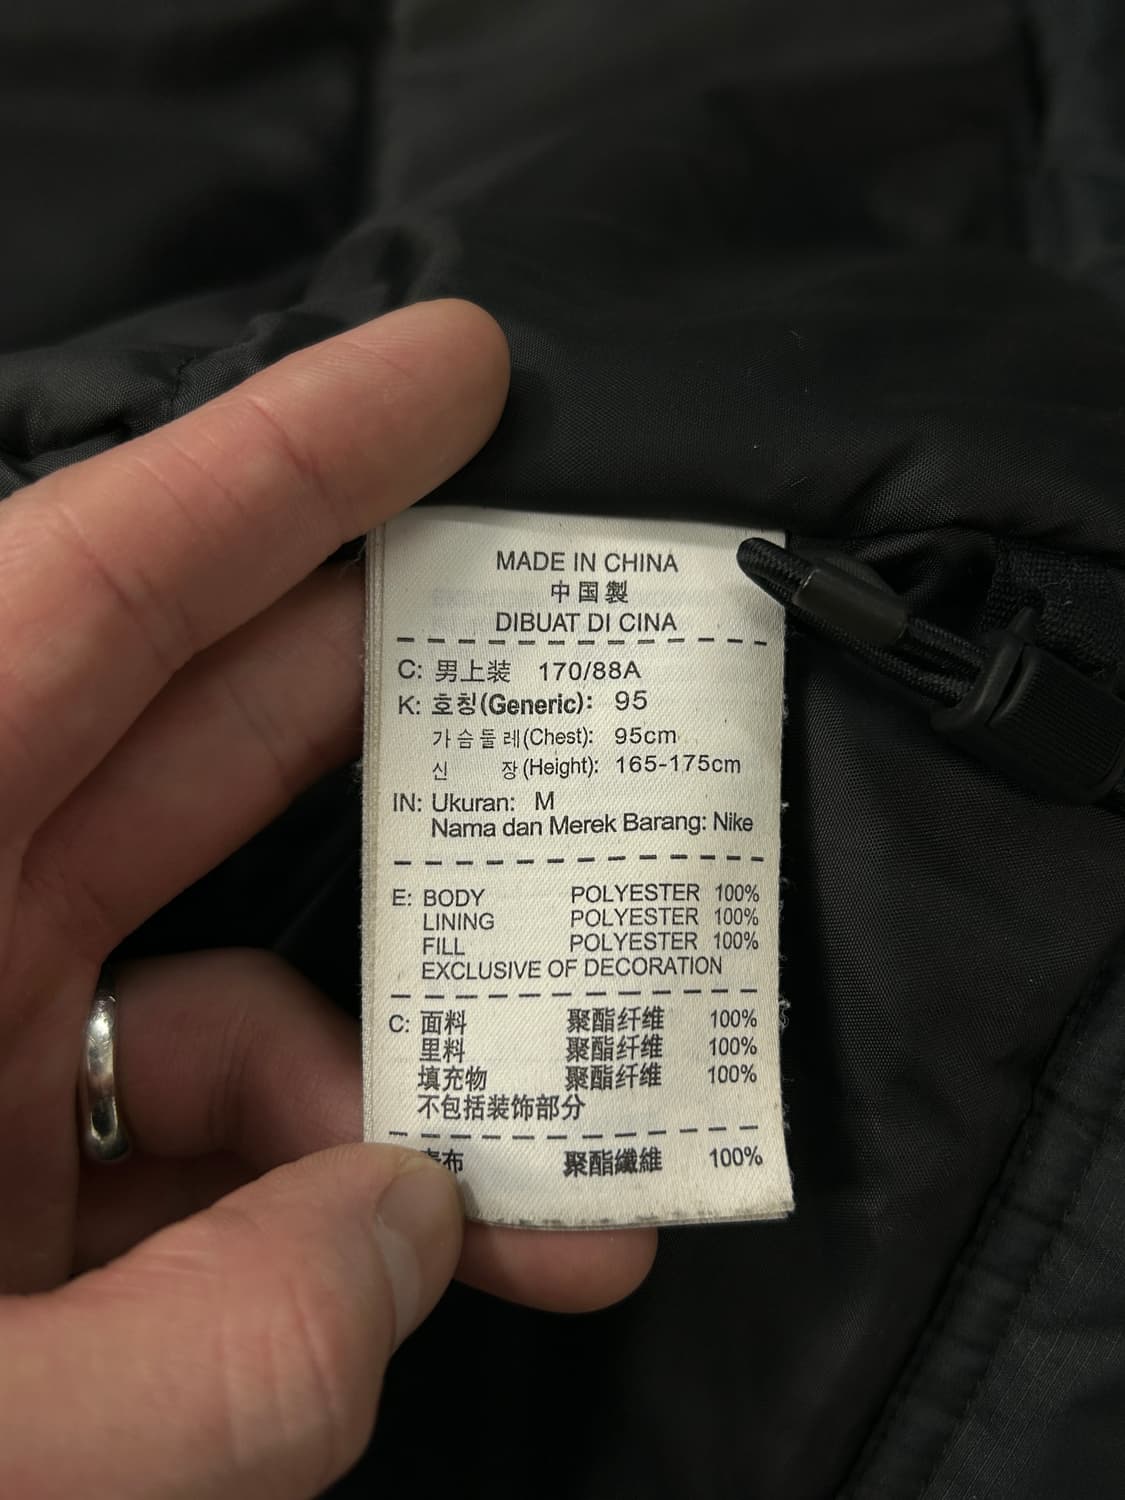 MADE IN CHINA
中国製
DIBUAT DI CINA
C: 男上装 170/88A
K: 호칭(Generic): 95
가슴둘레(Chest): 95cm
신 장(Height): 165-175cm
IN: Ukuran: M
Nama dan Merek Barang: Nike
E: BODY POLYESTER 100%
LINING POLYESTER 100%
FILL POLYESTER 100%
EXCLUSIVE OF DECORATION
C: 面料 聚酯纤维 100%
里料 聚酯纤维 100%
填充物 聚酯纤维 100%
不包括装饰部分
布 聚酯纖維 100%